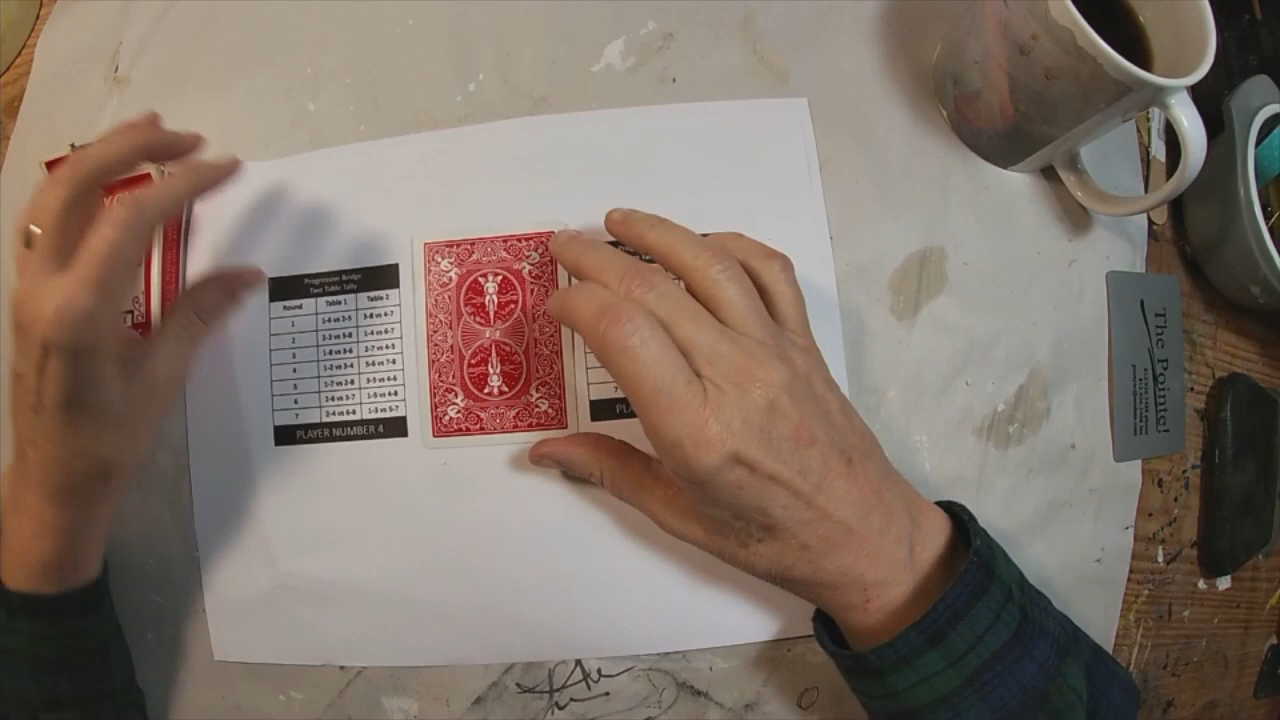 Progressive Bridge
Two Table Tally
Round Table 1 Table 2
1 1-4 vs 2-5 3-8 vs 4-7
2 2-3 vs 5-8 1-4 vs 6-7
3 1-8 vs 3-6 2-7 vs 4-5
4 1-2 vs 3-4 5-6 vs 7-8
5 1-7 vs 2-8 3-5 vs 4-6
6 2-6 vs 3-7 1-5 vs 4-8
7 2-4 vs 6-8 1-3 vs 5-7
PLAYER NUMBER 4
The Pointe!